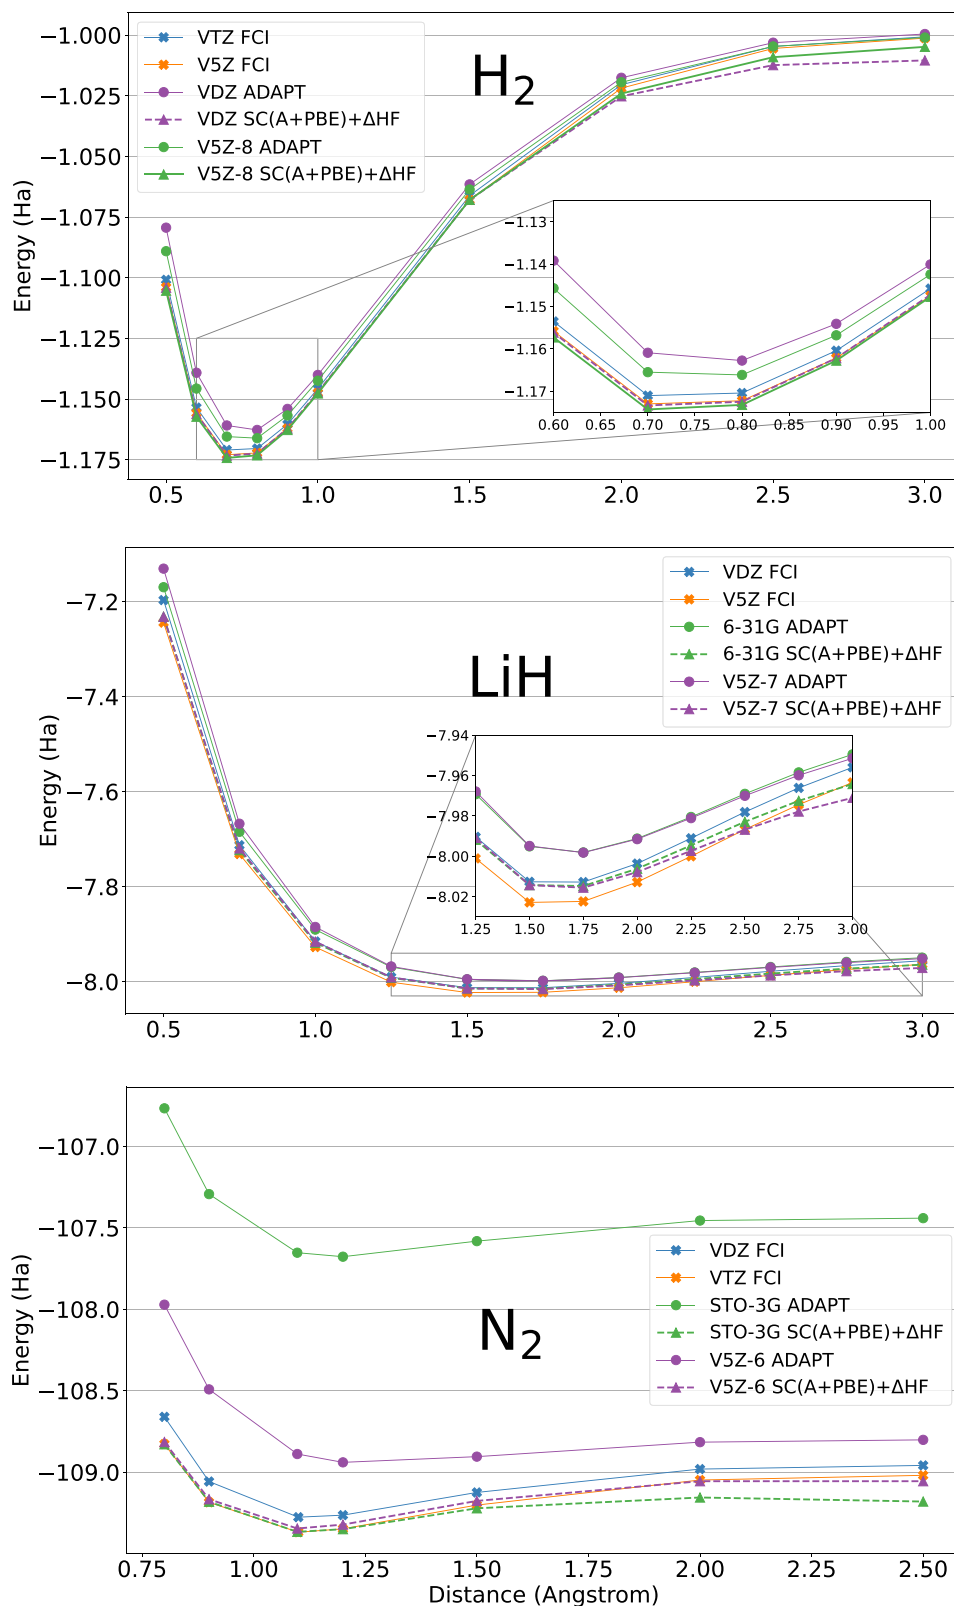 −1.000
−1.025
−1.050
−1.075
−1.100
−1.125
−1.150
−1.175
Energy (Ha)
VTZ FCI
V5Z FCI
VDZ ADAPT
VDZ SC(A+PBE)+ΔHF
V5Z-8 ADAPT
V5Z-8 SC(A+PBE)+ΔHF
H₂
−1.13
−1.14
−1.15
−1.16
−1.17
0.60 0.65 0.70 0.75 0.80 0.85 0.90 0.95 1.00
0.5 1.0 1.5 2.0 2.5 3.0
−7.2
−7.4
−7.6
−7.8
−8.0
Energy (Ha)
VDZ FCI
V5Z FCI
6-31G ADAPT
6-31G SC(A+PBE)+ΔHF
V5Z-7 ADAPT
V5Z-7 SC(A+PBE)+ΔHF
LiH
−7.94
−7.96
−7.98
−8.00
−8.02
1.25 1.50 1.75 2.00 2.25 2.50 2.75 3.00
0.5 1.0 1.5 2.0 2.5 3.0
−107.0
−107.5
−108.0
−108.5
−109.0
Energy (Ha)
VDZ FCI
VTZ FCI
STO-3G ADAPT
STO-3G SC(A+PBE)+ΔHF
V5Z-6 ADAPT
V5Z-6 SC(A+PBE)+ΔHF
N₂
0.75 1.00 1.25 1.50 1.75 2.00 2.25 2.50
Distance (Angstrom)